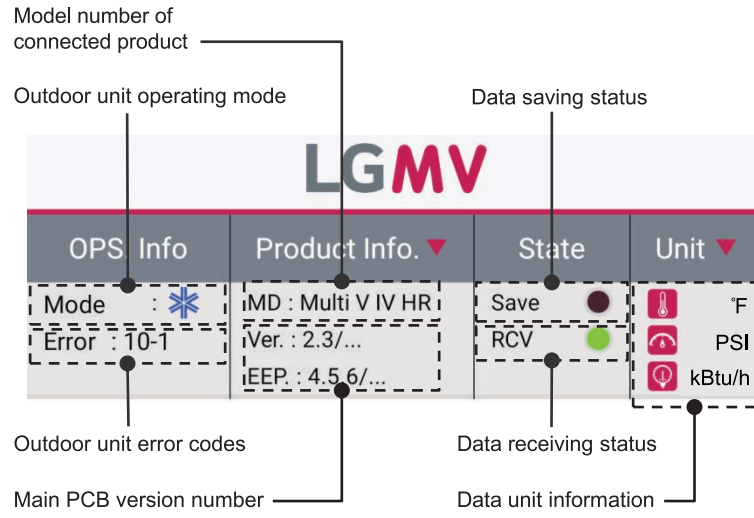 Model number of
connected product
Outdoor unit operating mode
Data saving status
LGMV
OPS. Info
Product Info. ▼
State
Unit ▼
Mode :
MD : Multi V IV HR
Save
°F
Error : 10-1
Ver. : 2.3/...
RCV
PSI
EEP. : 4.5.6/...
kBtu/h
Outdoor unit error codes
Data receiving status
Main PCB version number
Data unit information